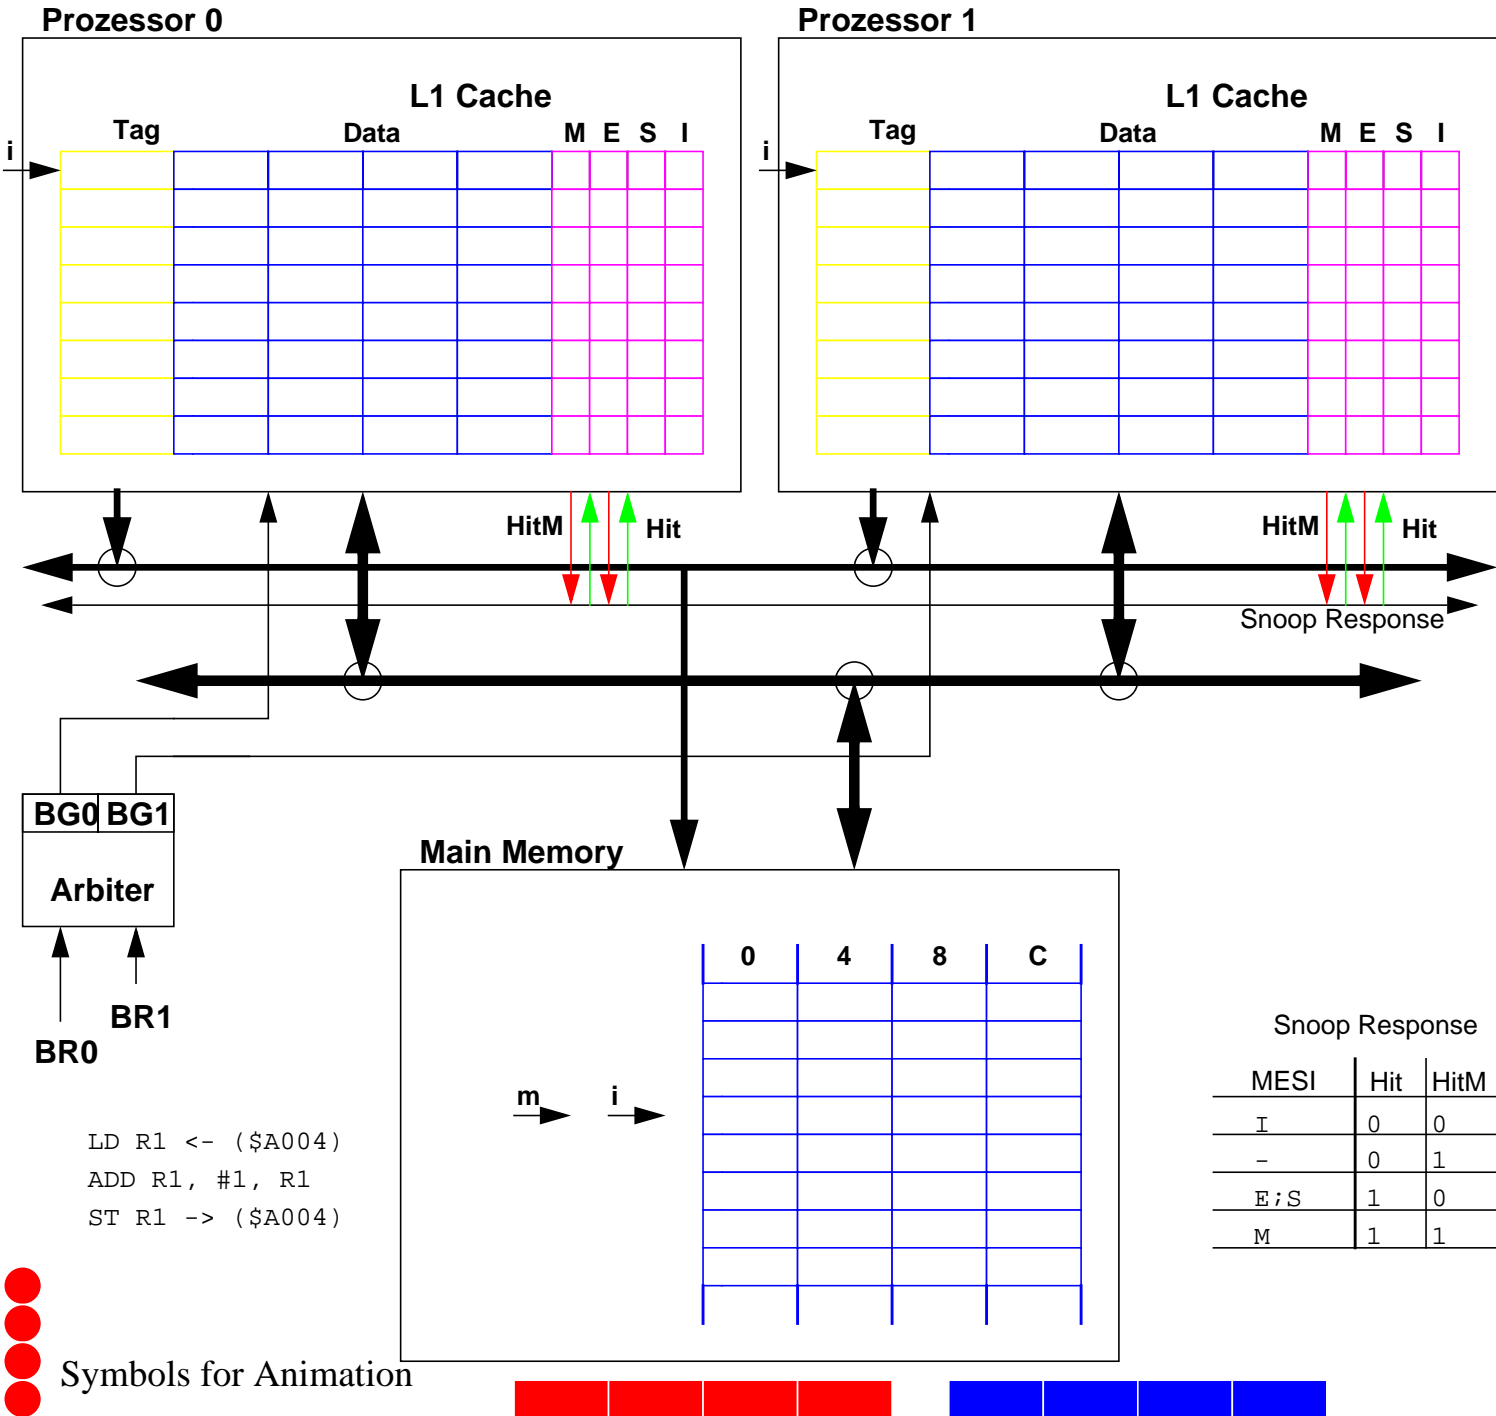 Prozessor 0
Prozessor 1
L1 Cache
L1 Cache
Tag Data M E S I
Tag Data M E S I
i
i
HitM Hit
HitM Hit
Snoop Response
BG0 BG1
Arbiter
BR1
BR0
Main Memory
0 4 8 C
m i
LD R1 <- ($A004)
ADD R1, #1, R1
ST R1 -> ($A004)
Snoop Response
MESI Hit HitM
I 0 0
- 0 1
E;S 1 0
M 1 1
Symbols for Animation